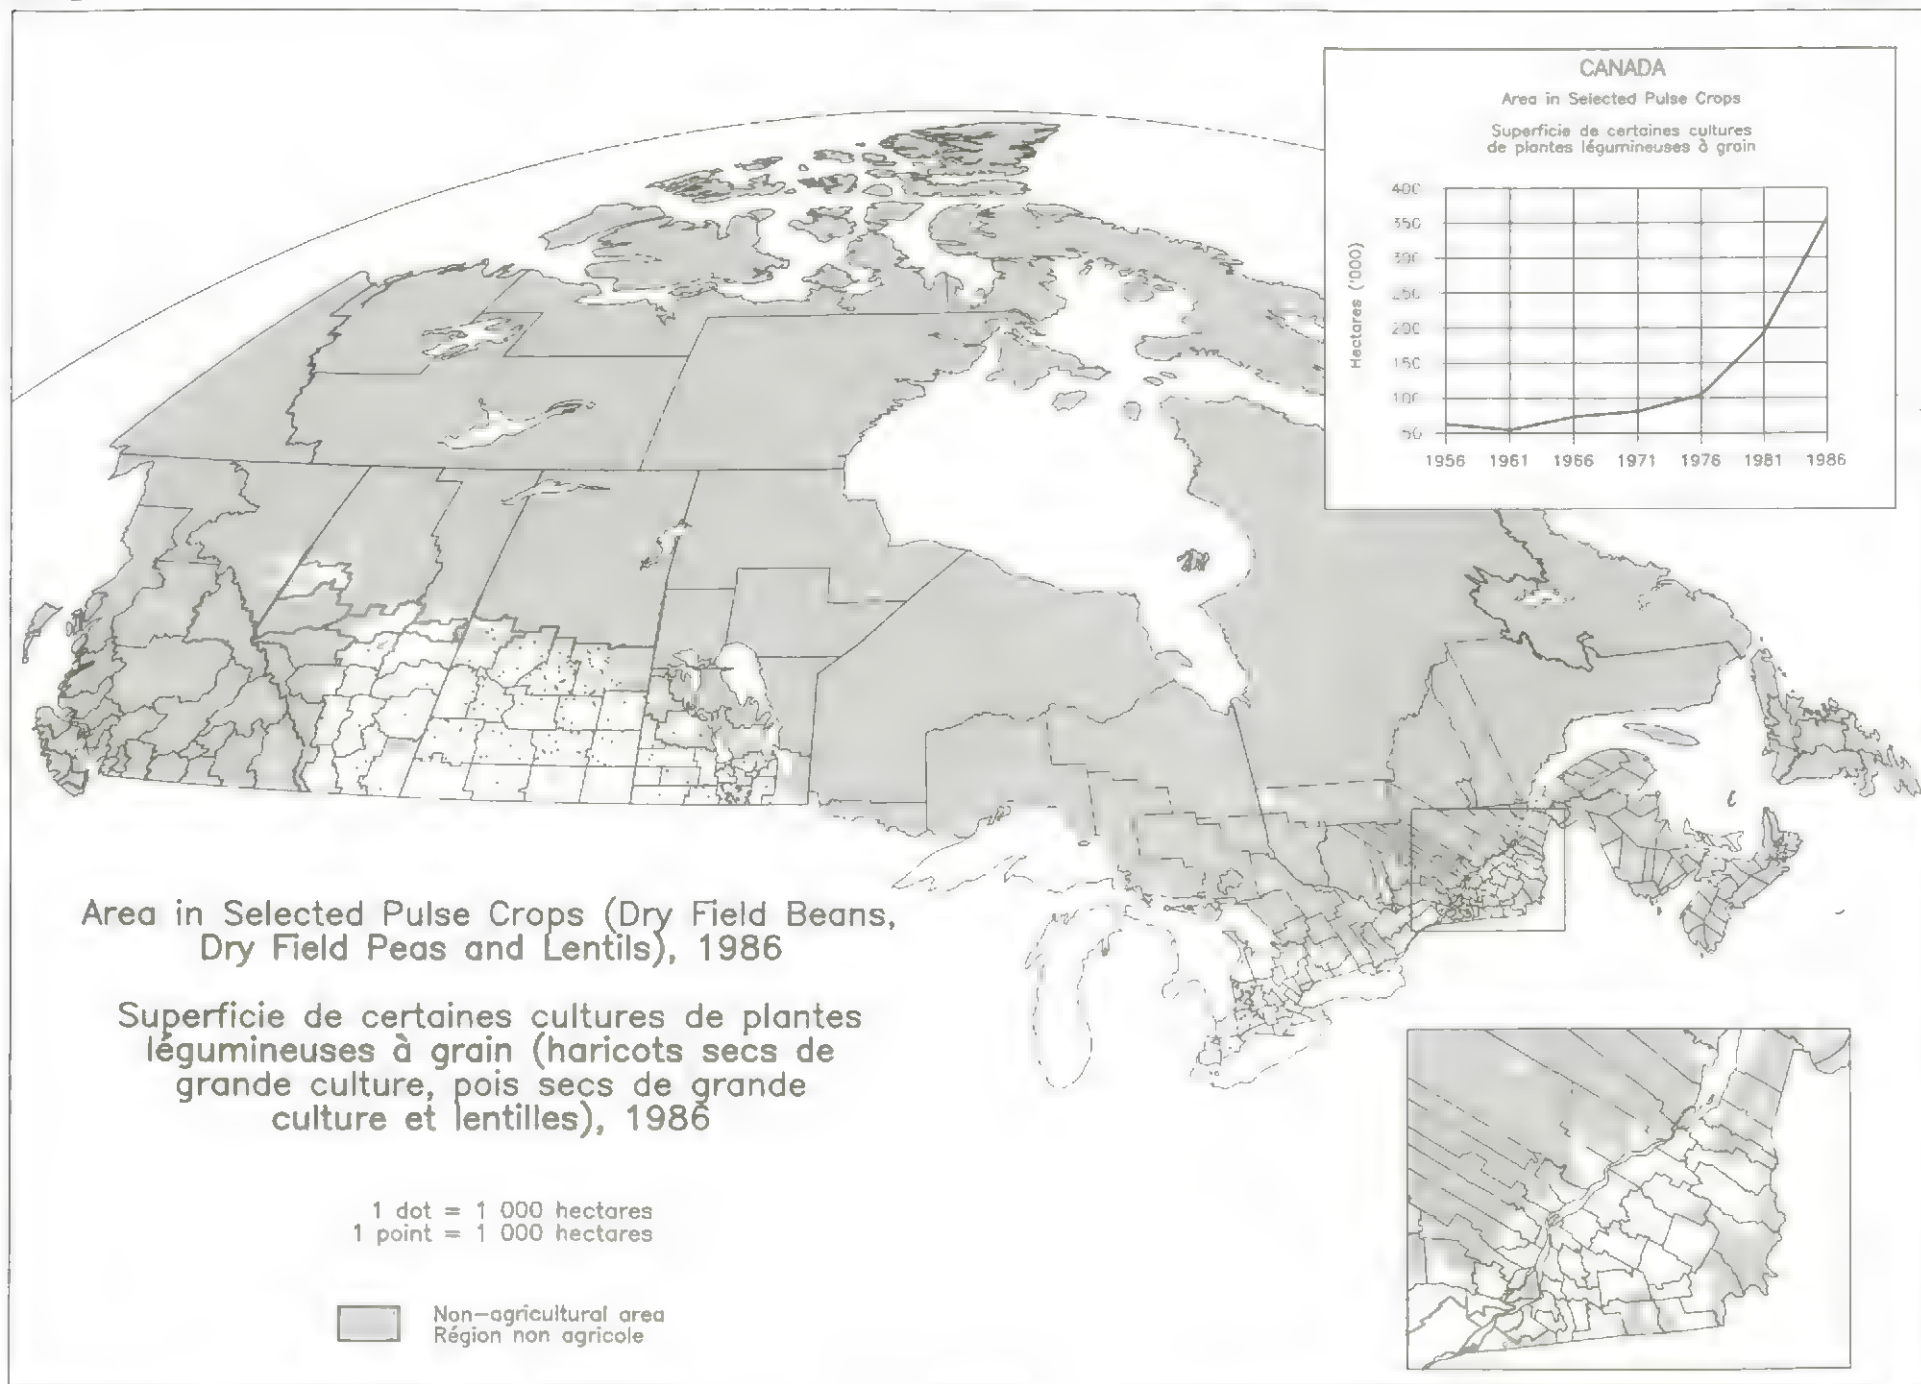 CANADA
Area in Selected Pulse Crops
Superficie de certaines cultures
de plantes légumineuses à grain
Hectares ('000)
400
350
300
250
200
150
100
50
1956 1961 1966 1971 1976 1981 1986
Area in Selected Pulse Crops (Dry Field Beans,
Dry Field Peas and Lentils), 1986
Superficie de certaines cultures de plantes
légumineuses à grain (haricots secs de
grande culture, pois secs de grande
culture et lentilles), 1986
1 dot = 1 000 hectares
1 point = 1 000 hectares
Non-agricultural area
Région non agricole